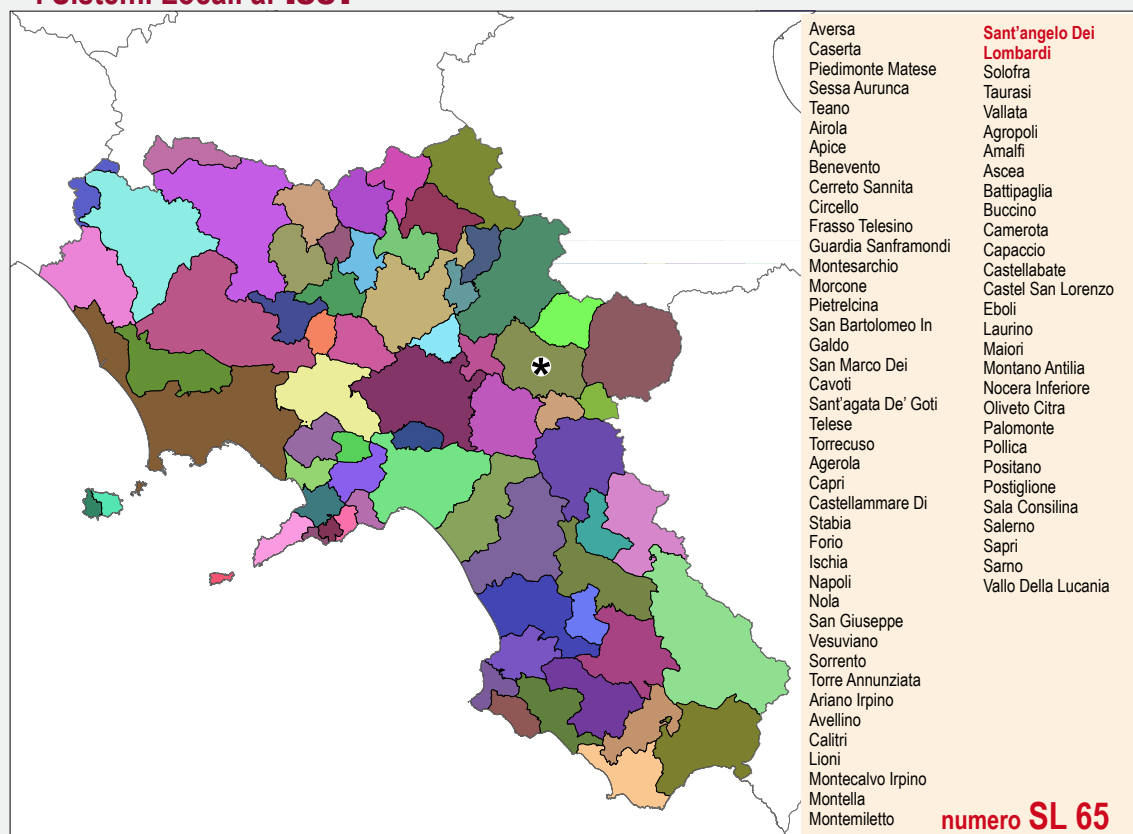 Aversa
Caserta
Piedimonte Matese
Sessa Aurunca
Teano
Airola
Apice
Benevento
Cerreto Sannita
Circello
Frasso Telesino
Guardia Sanframondi
Montesarchio
Morcone
Pietrelcina
San Bartolomeo In
Galdo
San Marco Dei
Cavoti
Sant'agata De' Goti
Telese
Torrecuso
Agerola
Capri
Castellammare Di
Stabia
Forio
Ischia
Napoli
Nola
San Giuseppe
Vesuviano
Sorrento
Torre Annunziata
Ariano Irpino
Avellino
Calitri
Lioni
Montecalvo Irpino
Montella
Montemiletto
Sant'angelo Dei
Lombardi
Solofra
Taurasi
Vallata
Agropoli
Amalfi
Ascea
Battipaglia
Buccino
Camerota
Capaccio
Castellabate
Castel San Lorenzo
Eboli
Laurino
Maiori
Montano Antilia
Nocera Inferiore
Oliveto Citra
Palomonte
Pollica
Positano
Postiglione
Sala Consilina
Salerno
Sapri
Sarno
Vallo Della Lucania
numero SL 65